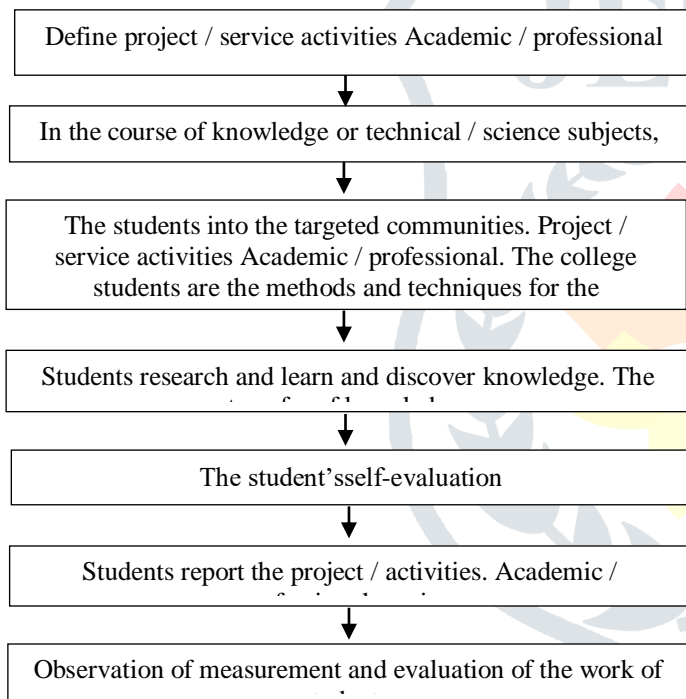 Define project / service activities Academic / professional
In the course of knowledge or technical / science subjects,
The students into the targeted communities. Project /
service activities Academic / professional. The college
students are the methods and techniques for the
Students research and learn and discover knowledge. The
The student'sself-evaluation
Students report the project / activities. Academic /
Observation of measurement and evaluation of the work of